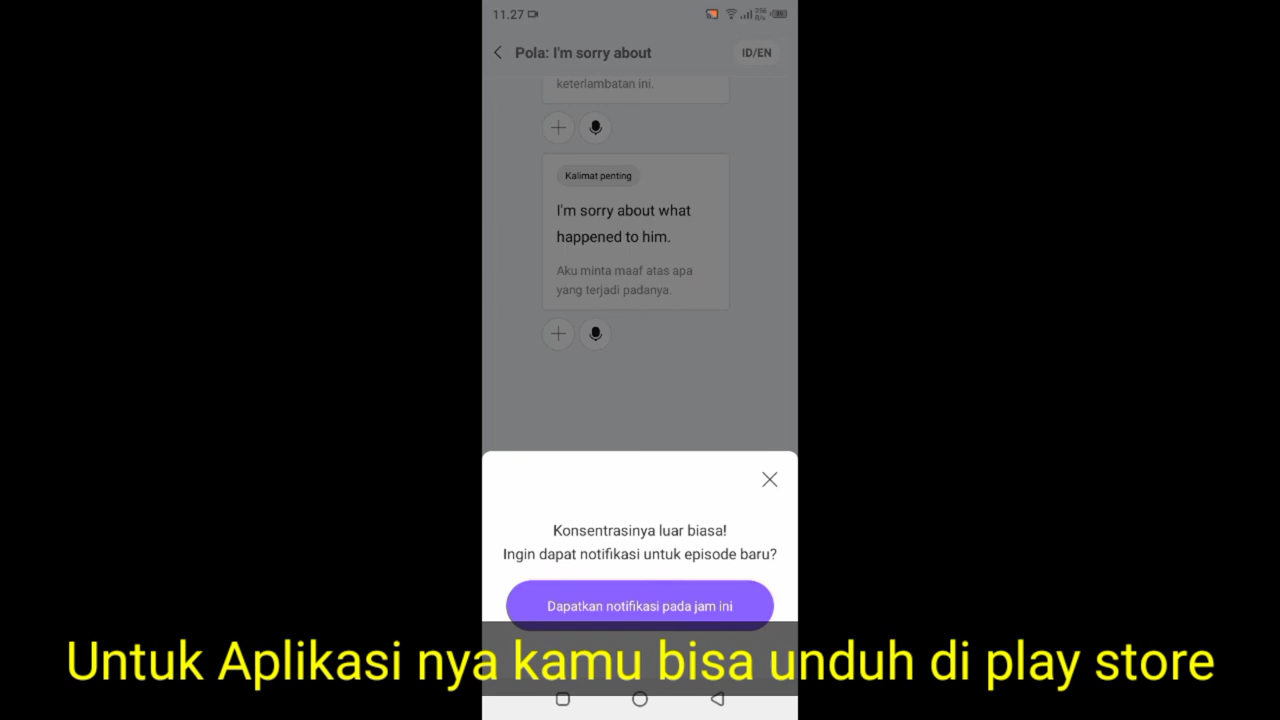 11.27
256
B/s
Pola: I'm sorry about
ID/EN
keterlambatan ini.
Kalimat penting
I'm sorry about what
happened to him.
Aku minta maaf atas apa
yang terjadi padanya.
Konsentrasinya luar biasa!
Ingin dapat notifikasi untuk episode baru?
Dapatkan notifikasi pada jam ini
Untuk Aplikasi nya kamu bisa unduh di play store